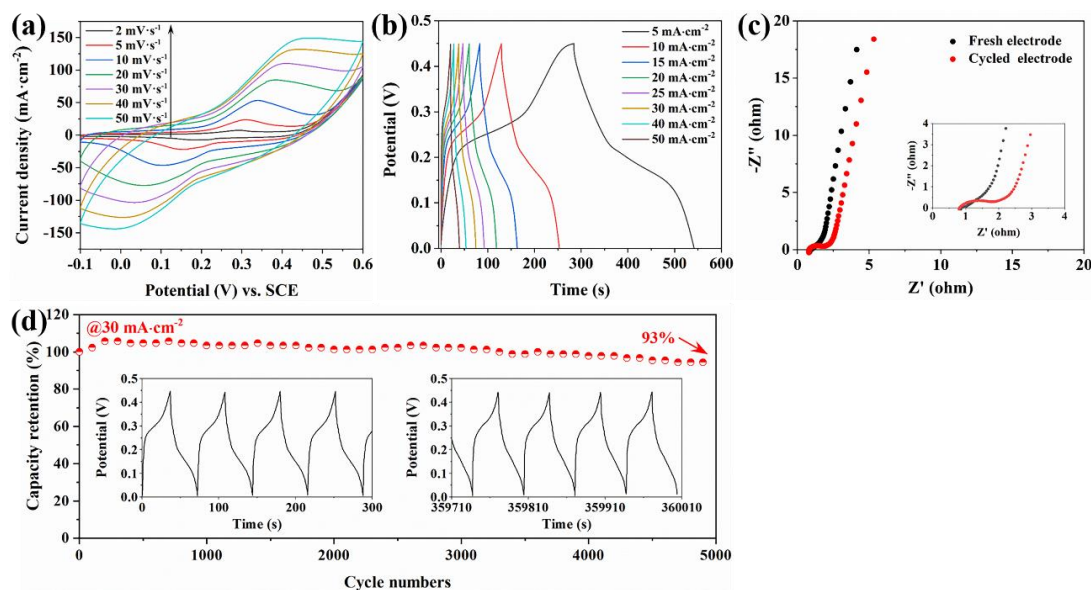 (a)
2 mV·s⁻¹
5 mV·s⁻¹
10 mV·s⁻¹
20 mV·s⁻¹
30 mV·s⁻¹
40 mV·s⁻¹
50 mV·s⁻¹
150
100
50
0
-50
-100
-150
Current density (mA·cm⁻²)
-0.1 0.0 0.1 0.2 0.3 0.4 0.5 0.6
Potential (V) vs. SCE
(b)
5 mA·cm⁻²
10 mA·cm⁻²
15 mA·cm⁻²
20 mA·cm⁻²
25 mA·cm⁻²
30 mA·cm⁻²
40 mA·cm⁻²
50 mA·cm⁻²
0.5
0.4
0.3
0.2
0.1
0.0
Potential (V)
0 100 200 300 400 500 600
Time (s)
(c)
Fresh electrode
Cycled electrode
20
15
10
5
0
-Z'' (ohm)
0 5 10 15 20
Z' (ohm)
4
3
2
1
0
-Z'' (ohm)
0 1 2 3 4
Z' (ohm)
(d)
@30 mA·cm⁻²
93%
120
100
80
60
40
20
0
Capacity retention (%)
0 1000 2000 3000 4000 5000
Cycle numbers
0.5
0.4
0.3
0.2
0.1
0.0
Potential (V)
0 100 200 300
Time (s)
0.5
0.4
0.3
0.2
0.1
0.0
Potential (V)
359710 359810 359910 360010
Time (s)